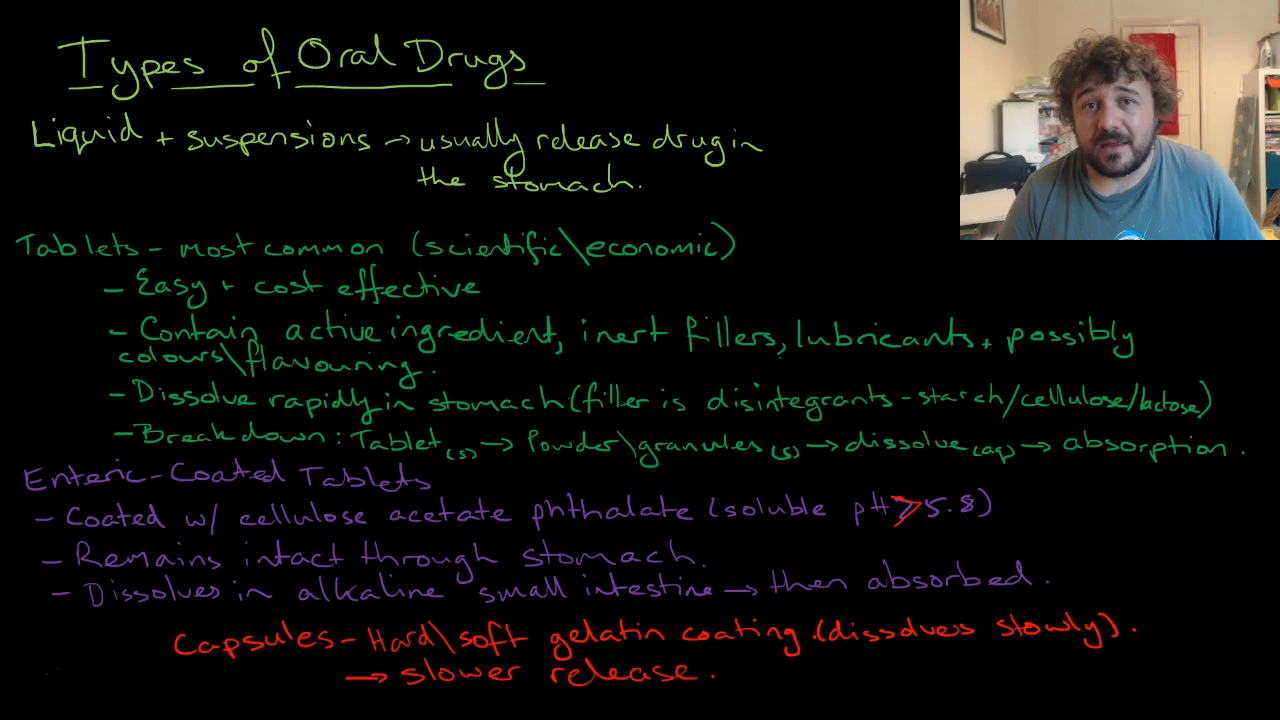 Types of Oral Drugs
Liquid + suspensions → usually release drug in
the stomach.
Tablets - most common (scientific\economic)
- Easy + cost effective
- Contain active ingredient, inert fillers, lubricants + possibly
colours\flavouring.
- Dissolve rapidly in stomach (filler is disintegrants - starch/cellulose/lactose)
- Breakdown: Tablet (s) → Powder\granules (s) → dissolve (aq) → absorption.
Enteric-Coated Tablets
- Coated w/ cellulose acetate phthalate (soluble pH > 5.8)
- Remains intact through stomach.
- Dissolves in alkaline small intestine → then absorbed.
Capsules - Hard\soft gelatin coating (dissolves slowly).
→ slower release.